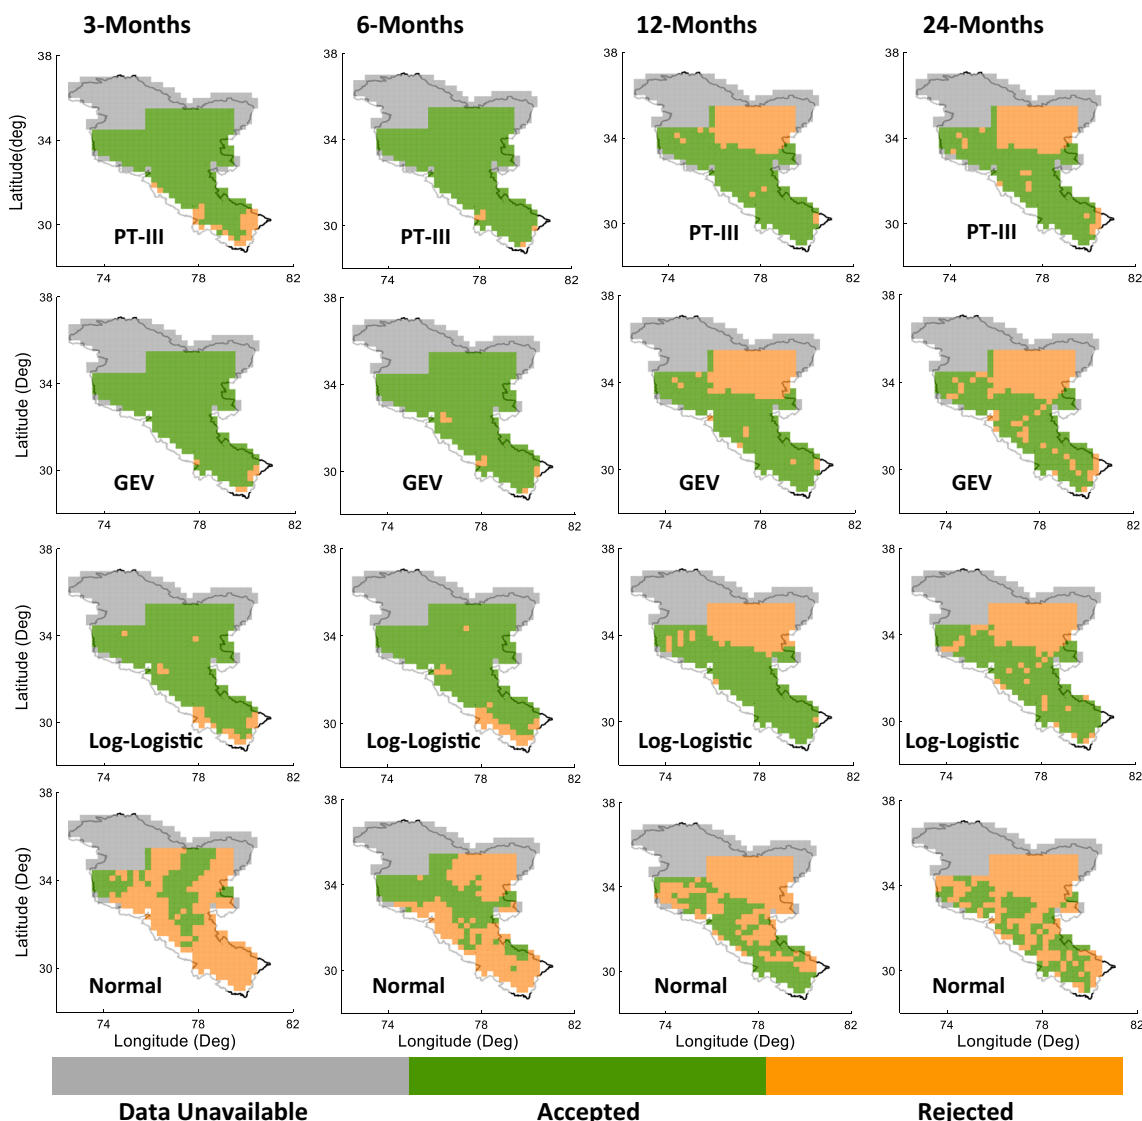 3-Months 6-Months 12-Months 24-Months
38
34
30
Latitude(deg)
PT-III
74 78 82
38
34
30
PT-III
74 78 82
38
34
30
PT-III
74 78 82
38
34
30
PT-III
74 78 82
38
34
30
Latitude (Deg)
GEV
74 78 82
38
34
30
GEV
74 78 82
38
34
30
GEV
74 78 82
38
34
30
GEV
74 78 82
38
34
30
Latitude (Deg)
Log-Logistic
74 78 82
38
34
30
Log-Logistic
74 78 82
38
34
30
Log-Logistic
74 78 82
38
34
30
Log-Logistic
74 78 82
38
34
30
Latitude (Deg)
Normal
74 78 82
Longitude (Deg)
38
34
30
Normal
74 78 82
Longitude (Deg)
38
34
30
Normal
74 78 82
Longitude (Deg)
38
34
30
Normal
74 78 82
Longitude (Deg)
Data Unavailable Accepted Rejected